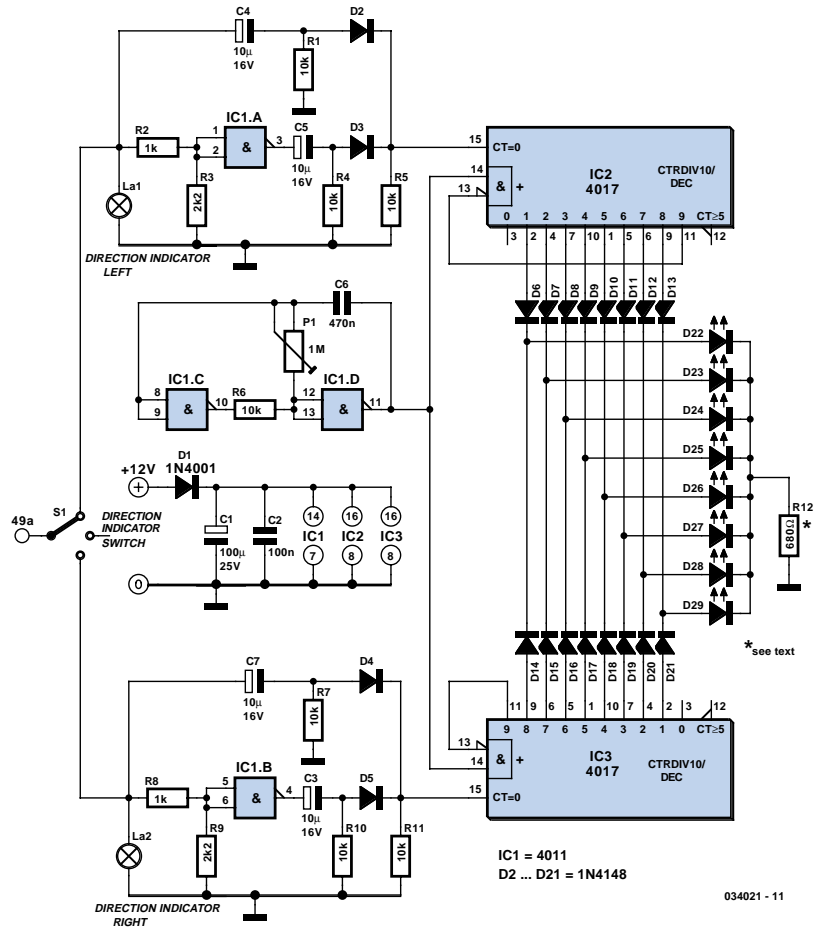 C4
10µ
16V
D2
R1
10k
IC1.A
R2
1k
1
2
&
3
C5
10µ
16V
D3
R3
2k2
R4
10k
R5
10k
La1
DIRECTION INDICATOR
LEFT
15
CT=0
14
13
&
+
IC2
4017
CTRDIV10/
DEC
0 1 2 3 4 5 6 7 8 9 CT≥5
3 2 4 7 10 1 5 6 9 11 12
D6
D7
D8
D9
D10
D11
D12
D13
C6
470n
P1
1M
IC1.C
8
9
&
10
R6
10k
IC1.D
12
13
&
11
D22
D23
D24
D25
D26
D27
D28
D29
R12
680Ω
*
*see text
D1
1N4001
+12V
+
S1
49a
DIRECTION
INDICATOR
SWITCH
C1
100µ
25V
C2
100n
14 16 16
IC1 IC2 IC3
7 8 8
0
D14
D15
D16
D17
D18
D19
D20
D21
C7
10µ
16V
D4
R7
10k
IC1.B
R8
1k
5
6
&
4
C3
10µ
16V
D5
R9
2k2
R10
10k
R11
10k
La2
DIRECTION INDICATOR
RIGHT
11 9 6 5 1 10 7 4 2 3 12
9 8 7 6 5 4 3 2 1 0 CT≥5
13
14
&
+
15
CT=0
IC3
4017
CTRDIV10/
DEC
IC1 = 4011
D2 ... D21 = 1N4148
034021 - 11